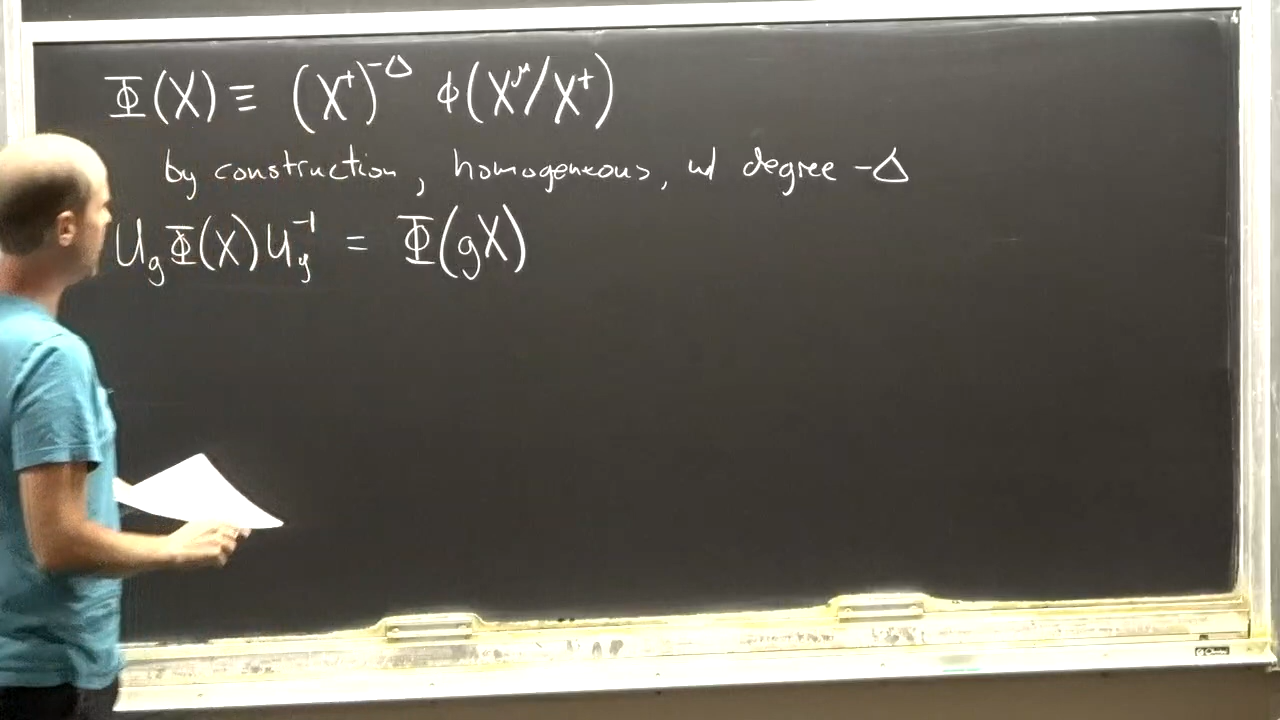 Φ(X) ≡ (X⁺)^{-Δ} ϕ(X^μ/X⁺)
by construction, homogeneous, w/ degree -Δ
U_g Φ(X) U_g^{-1} = Φ(gX)